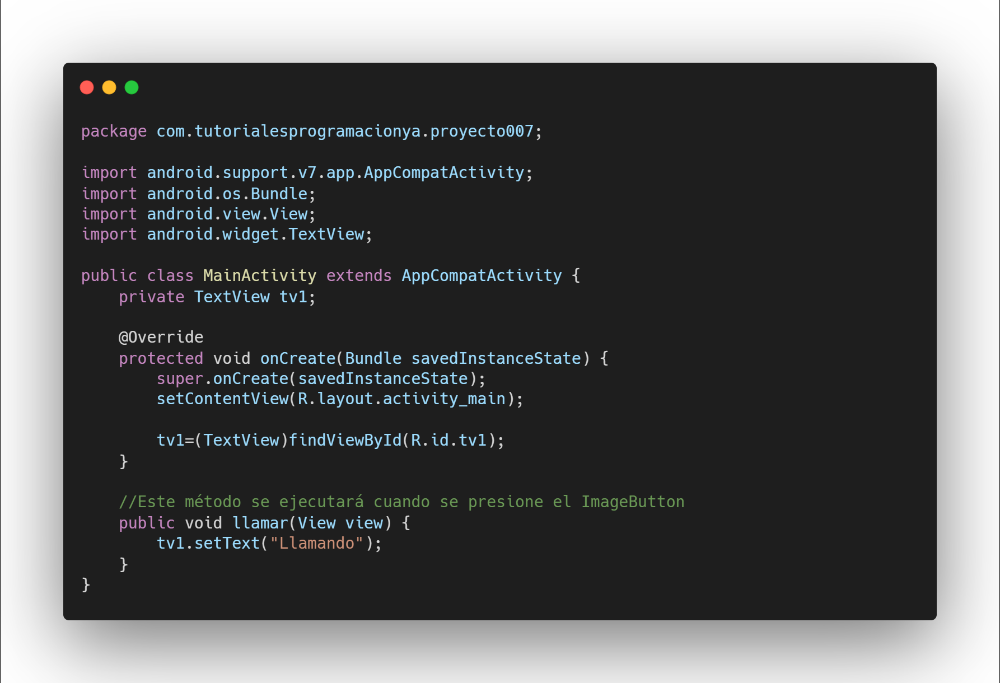 package com.tutorialesprogramacionya.proyecto007;
import android.support.v7.app.AppCompatActivity;
import android.os.Bundle;
import android.view.View;
import android.widget.TextView;
public class MainActivity extends AppCompatActivity {
    private TextView tv1;
    @Override
    protected void onCreate(Bundle savedInstanceState) {
        super.onCreate(savedInstanceState);
        setContentView(R.layout.activity_main);
        tv1=(TextView)findViewById(R.id.tv1);
    }
    //Este método se ejecutará cuando se presione el ImageButton
    public void llamar(View view) {
        tv1.setText("Llamando");
    }
}